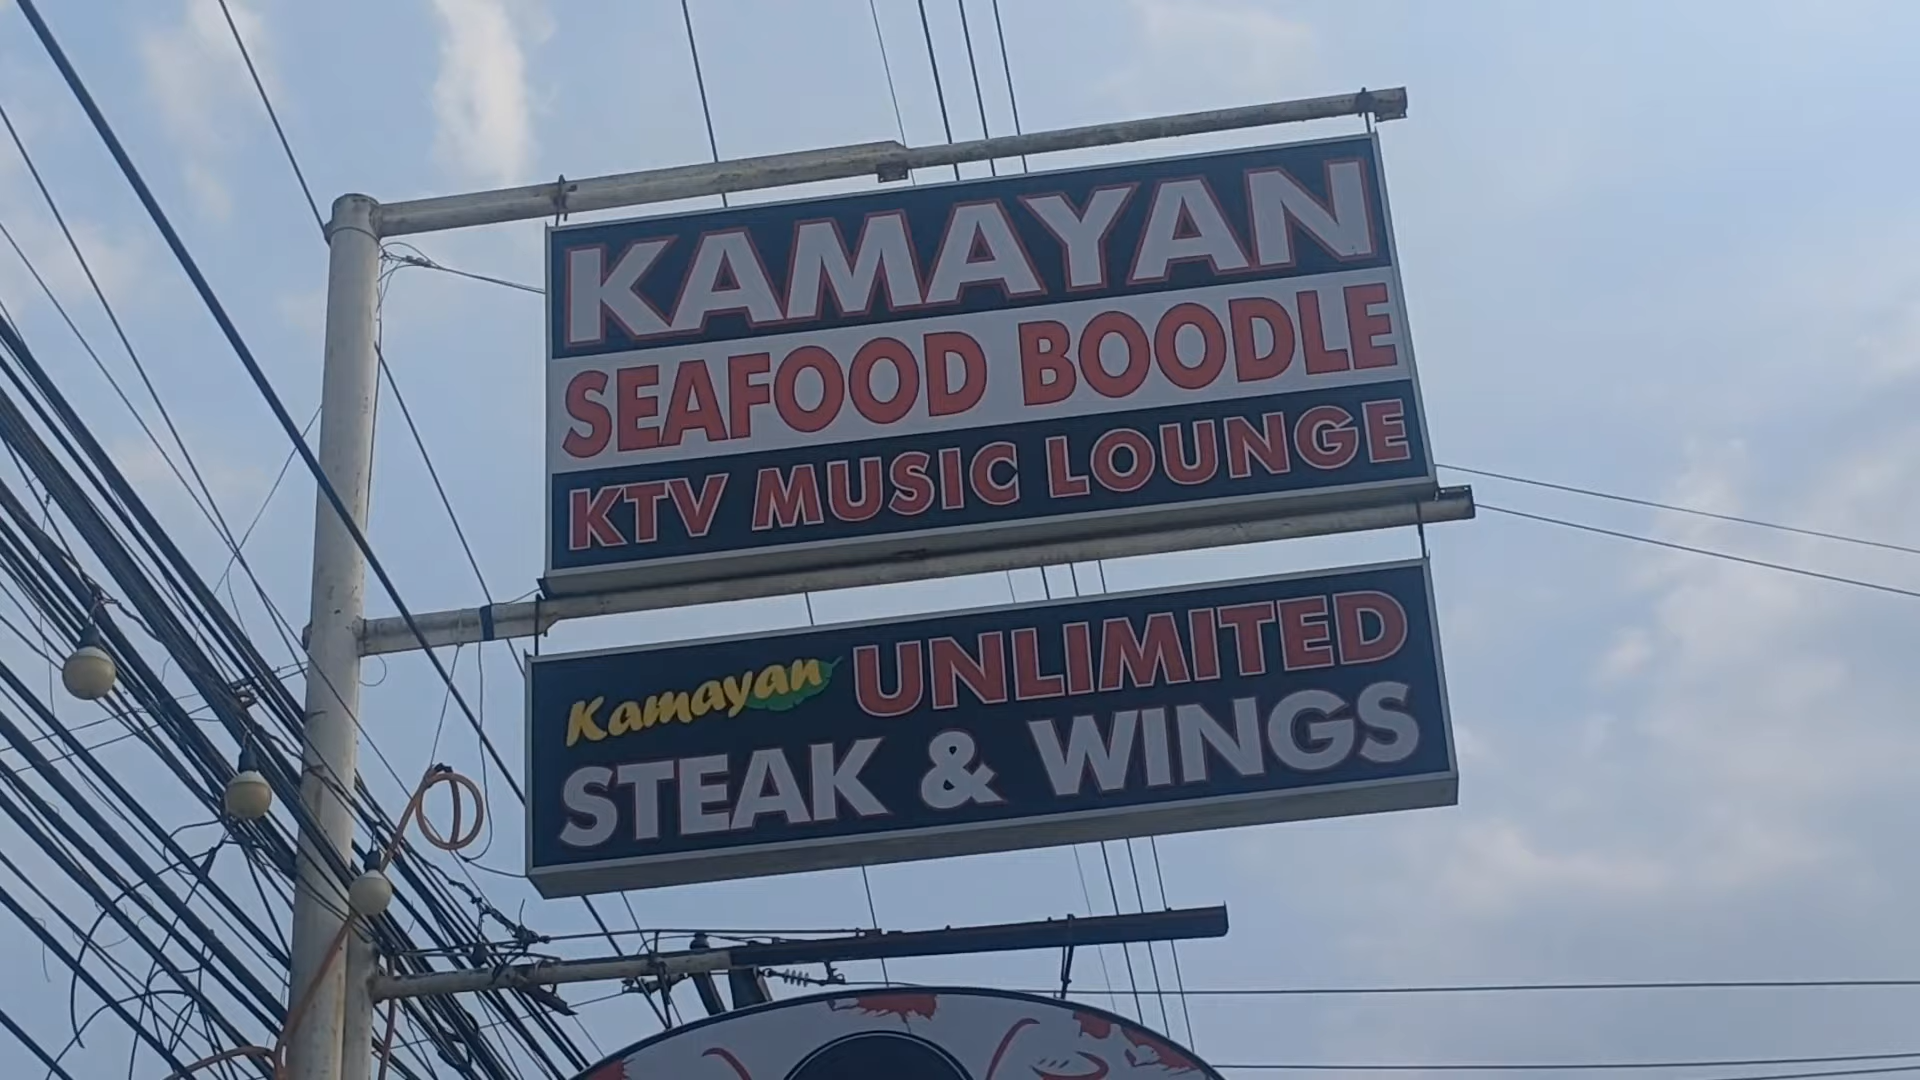 KAMAYAN
SEAFOOD BOODLE
KTV MUSIC LOUNGE
Kamayan UNLIMITED
STEAK & WINGS